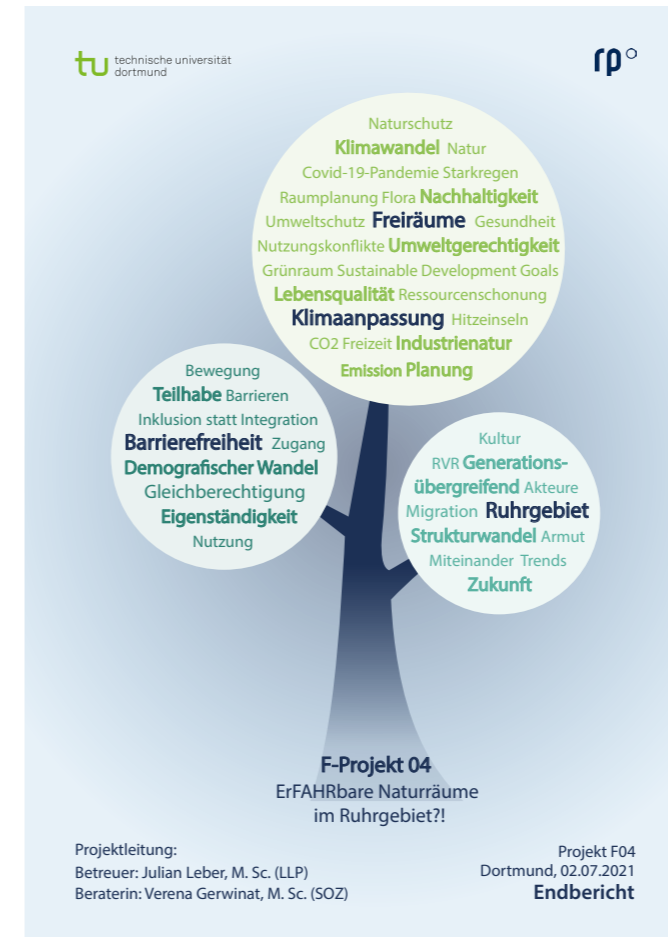 technische universität
dortmund
rp
Naturschutz
Klimawandel Natur
Covid-19-Pandemie Starkregen
Raumplanung Flora Nachhaltigkeit
Umweltschutz Freiräume Gesundheit
Nutzungskonflikte Umweltgerechtigkeit
Grünraum Sustainable Development Goals
Lebensqualität Ressourcenschonung
Klimaanpassung Hitzeinseln
CO2 Freizeit Industrienatur
Emission Planung
Bewegung
Teilhabe Barrieren
Inklusion statt Integration
Barrierefreiheit Zugang
Demografischer Wandel
Gleichberechtigung
Eigenständigkeit
Nutzung
Kultur
RVR Generations-
übergreifend Akteure
Migration Ruhrgebiet
Strukturwandel Armut
Miteinander Trends
Zukunft
F-Projekt 04
ErFAHRbare Naturräume
im Ruhrgebiet?!
Projektleitung:
Betreuer: Julian Leber, M. Sc. (LLP)
Beraterin: Verena Gerwinat, M. Sc. (SOZ)
Projekt F04
Dortmund, 02.07.2021
Endbericht